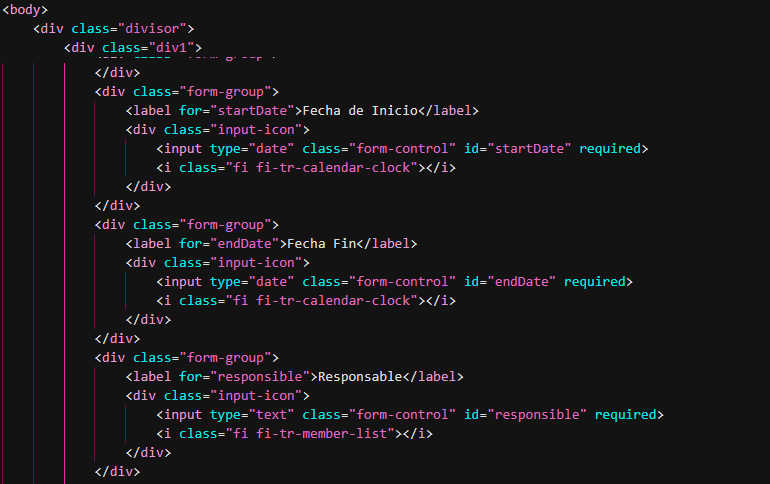 <body>
<div class="divisor">
<div class="div1">
</div>
<div class="form-group">
<label for="startDate">Fecha de Inicio</label>
<div class="input-icon">
<input type="date" class="form-control" id="startDate" required>
<i class="fi fi-tr-calendar-clock"></i>
</div>
</div>
<div class="form-group">
<label for="endDate">Fecha Fin</label>
<div class="input-icon">
<input type="date" class="form-control" id="endDate" required>
<i class="fi fi-tr-calendar-clock"></i>
</div>
</div>
<div class="form-group">
<label for="responsible">Responsable</label>
<div class="input-icon">
<input type="text" class="form-control" id="responsible" required>
<i class="fi fi-tr-member-list"></i>
</div>
</div>